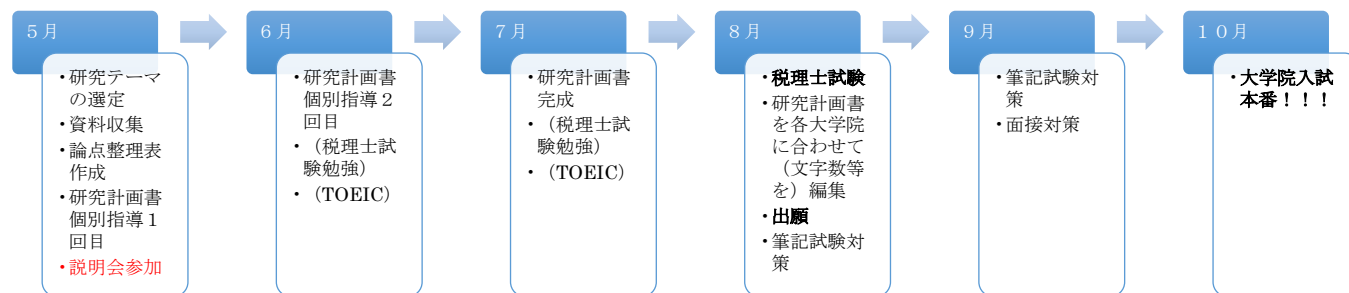 ５月
・研究テーマ
の選定
・資料収集
・論点整理表
作成
・研究計画書
個別指導１
回目
・説明会参加
６月
・研究計画書
個別指導２
回目
・（税理士試
験勉強）
・（TOEIC）
７月
・研究計画書
完成
・（税理士試
験勉強）
・（TOEIC）
８月
・税理士試験
・研究計画書
を各大学院
に合わせて
（文字数等
を）編集
・出願
・筆記試験対
策
９月
・筆記試験対
策
・面接対策
１０月
・大学院入試
本番！！！